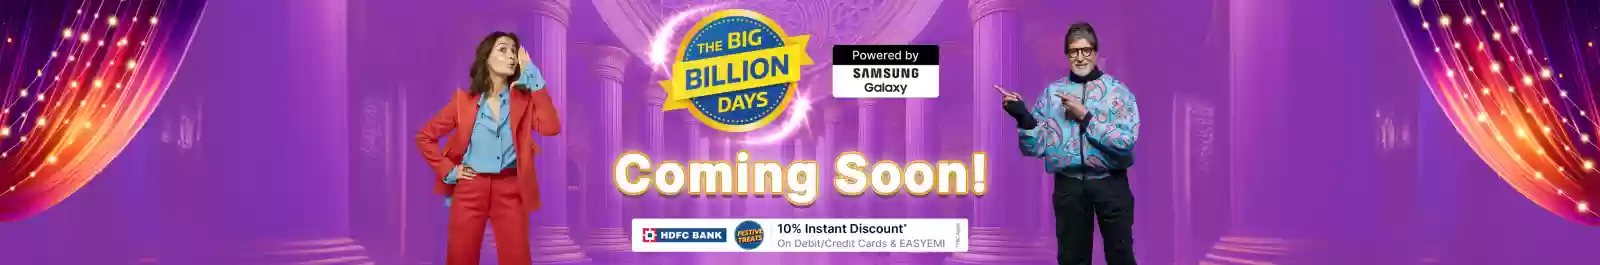 THE BIG
BILLION
DAYS
Powered by
SAMSUNG
Galaxy
Coming Soon!
HDFC BANK
FESTIVE
TREATS
10% Instant Discount*
On Debit/Credit Cards & EASYEMI
*T&C Apply